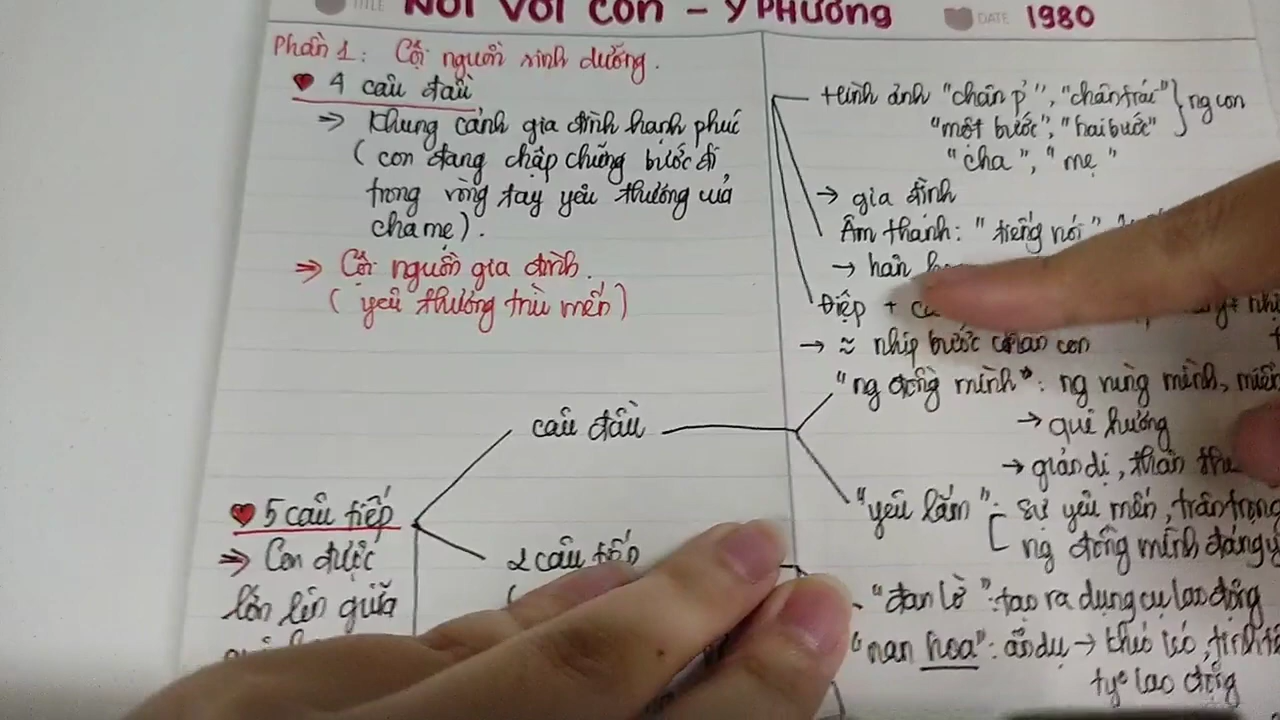 TITLE NÓI VỚI CON - Y PHƯƠNG DATE 1980
Phần 1: Cội nguồn sinh dưỡng.
4 câu đầu
⇒ Khung cảnh gia đình hạnh phúc
( con đang chập chững bước đi
trong vòng tay yêu thương của
cha mẹ).
⇒ Cội nguồn gia đình.
( yêu thương trìu mến)
+ hình ảnh "chân p'", "chân trái" } ng con
"một bước", "hai bước"
"cha", "mẹ"
→ gia đình
Âm thanh: "tiếng nói"
→ hân
Điệp +
→ ≈ nhịp bước chân con
câu đầu
"ng đồng mình": ng vùng mình, miền
→ quê hương
→ giản dị, thân
"yêu lắm": sự yêu mến, trân trọng
ng đồng mình đáng y
5 câu tiếp
⇒ Con được
lớn lên giữa
2 câu tiếp
"đan lờ": tạo ra dụng cụ lao động
"nan hoa": ẩn dụ → khéo léo, tinh t
lao động